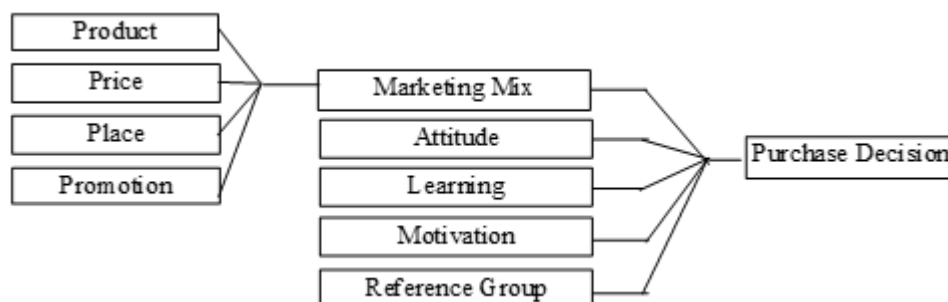 Product
Price
Place
Promotion
Marketing Mix
Attitude
Learning
Motivation
Reference Group
Purchase Decision